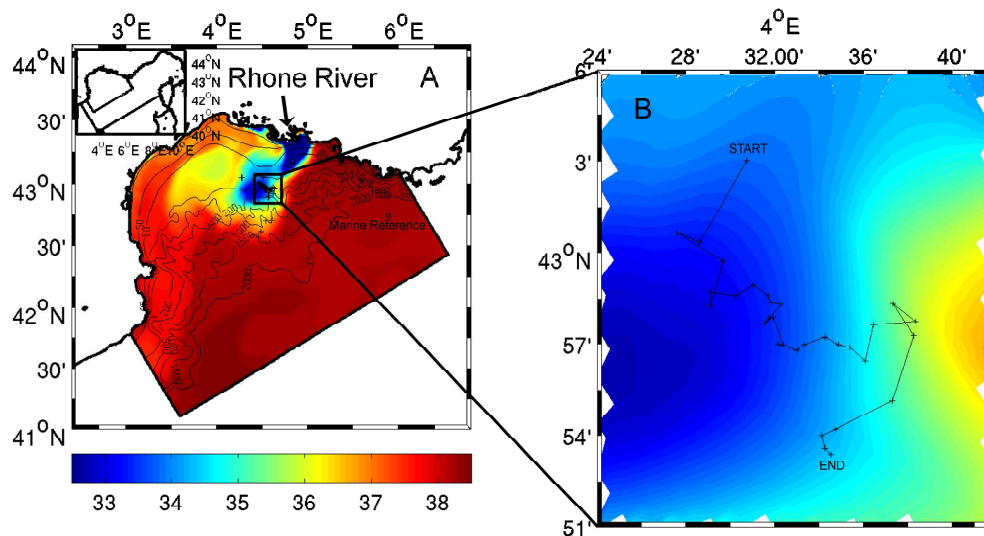 3°E 4°E 5°E 6°E
44°N
30'
43°N
30'
42°N
30'
41°N
44°N
43°N
42°N
41°N
40°N
4°E 6°E 8°E
Rhone River
A
Marine Reference
2000
2000
33 34 35 36 37 38
4°E
24' 28' 32.00' 36' 40'
6'
3'
43°N
57'
54'
51'
B
START
END